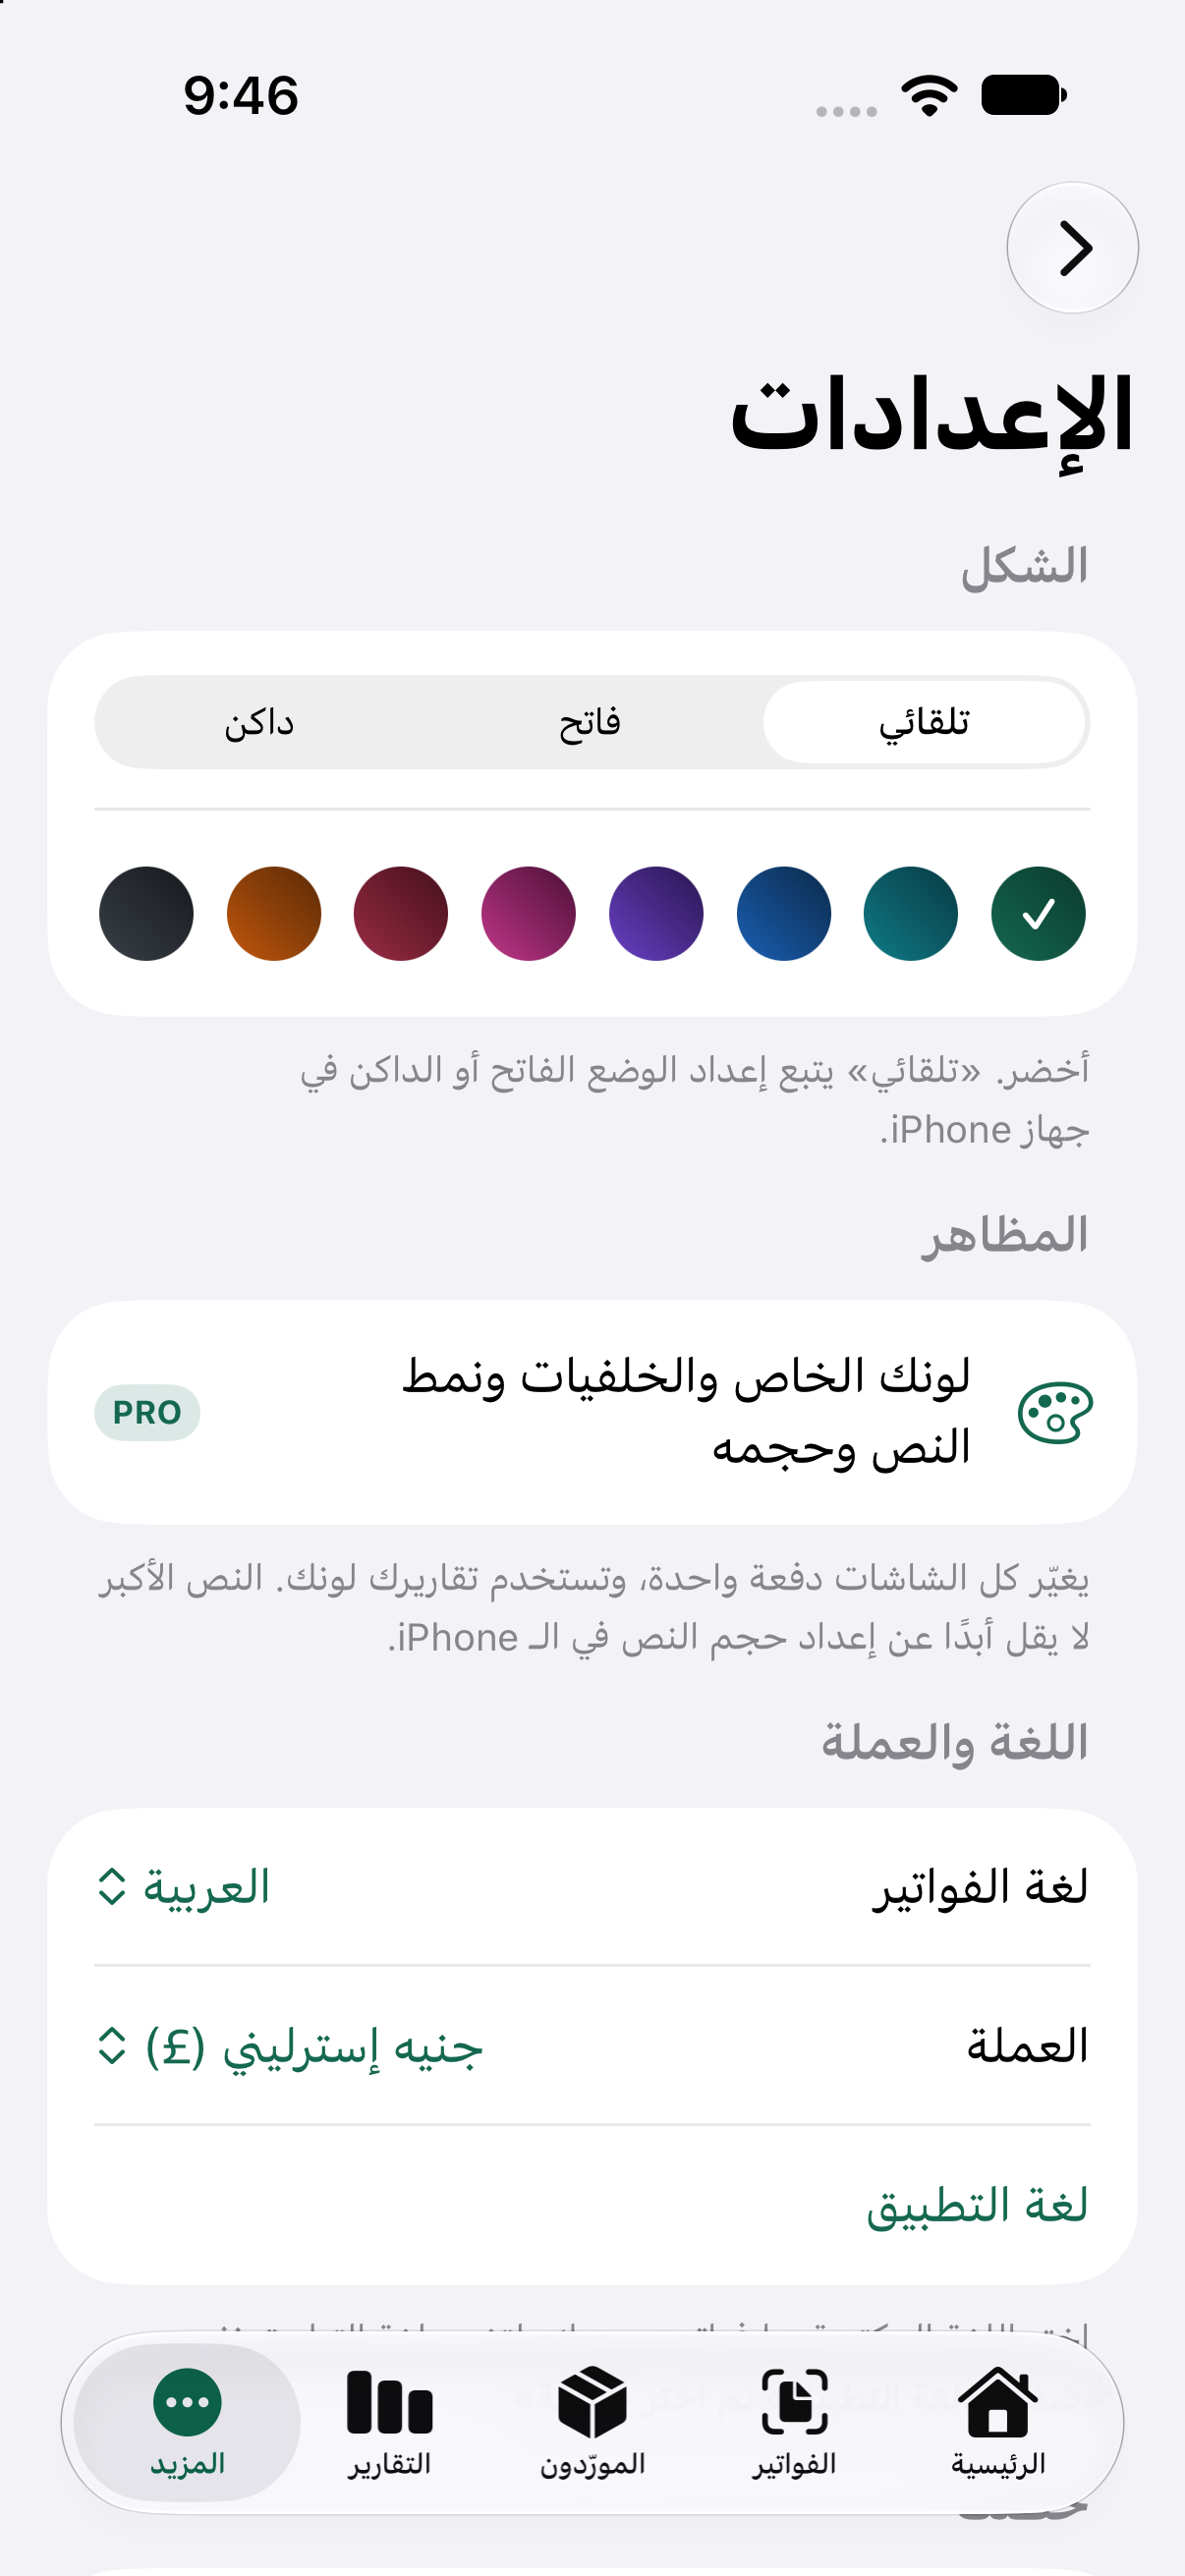 9:46
الإعدادات
الشكل
تلقائي
فاتح
داكن
أخضر. «تلقائي» يتبع إعداد الوضع الفاتح أو الداكن في
جهاز iPhone.
المظاهر
لونك الخاص والخلفيات ونمط
النص وحجمه
PRO
يغيّر كل الشاشات دفعة واحدة، وتستخدم تقاريرك لونك. النص الأكبر
لا يقل أبدًا عن إعداد حجم النص في الـ iPhone.
اللغة والعملة
لغة الفواتير
العربية
العملة
جنيه إسترليني (£)
لغة التطبيق
الرئيسية
الفواتير
المورّدون
التقارير
المزيد